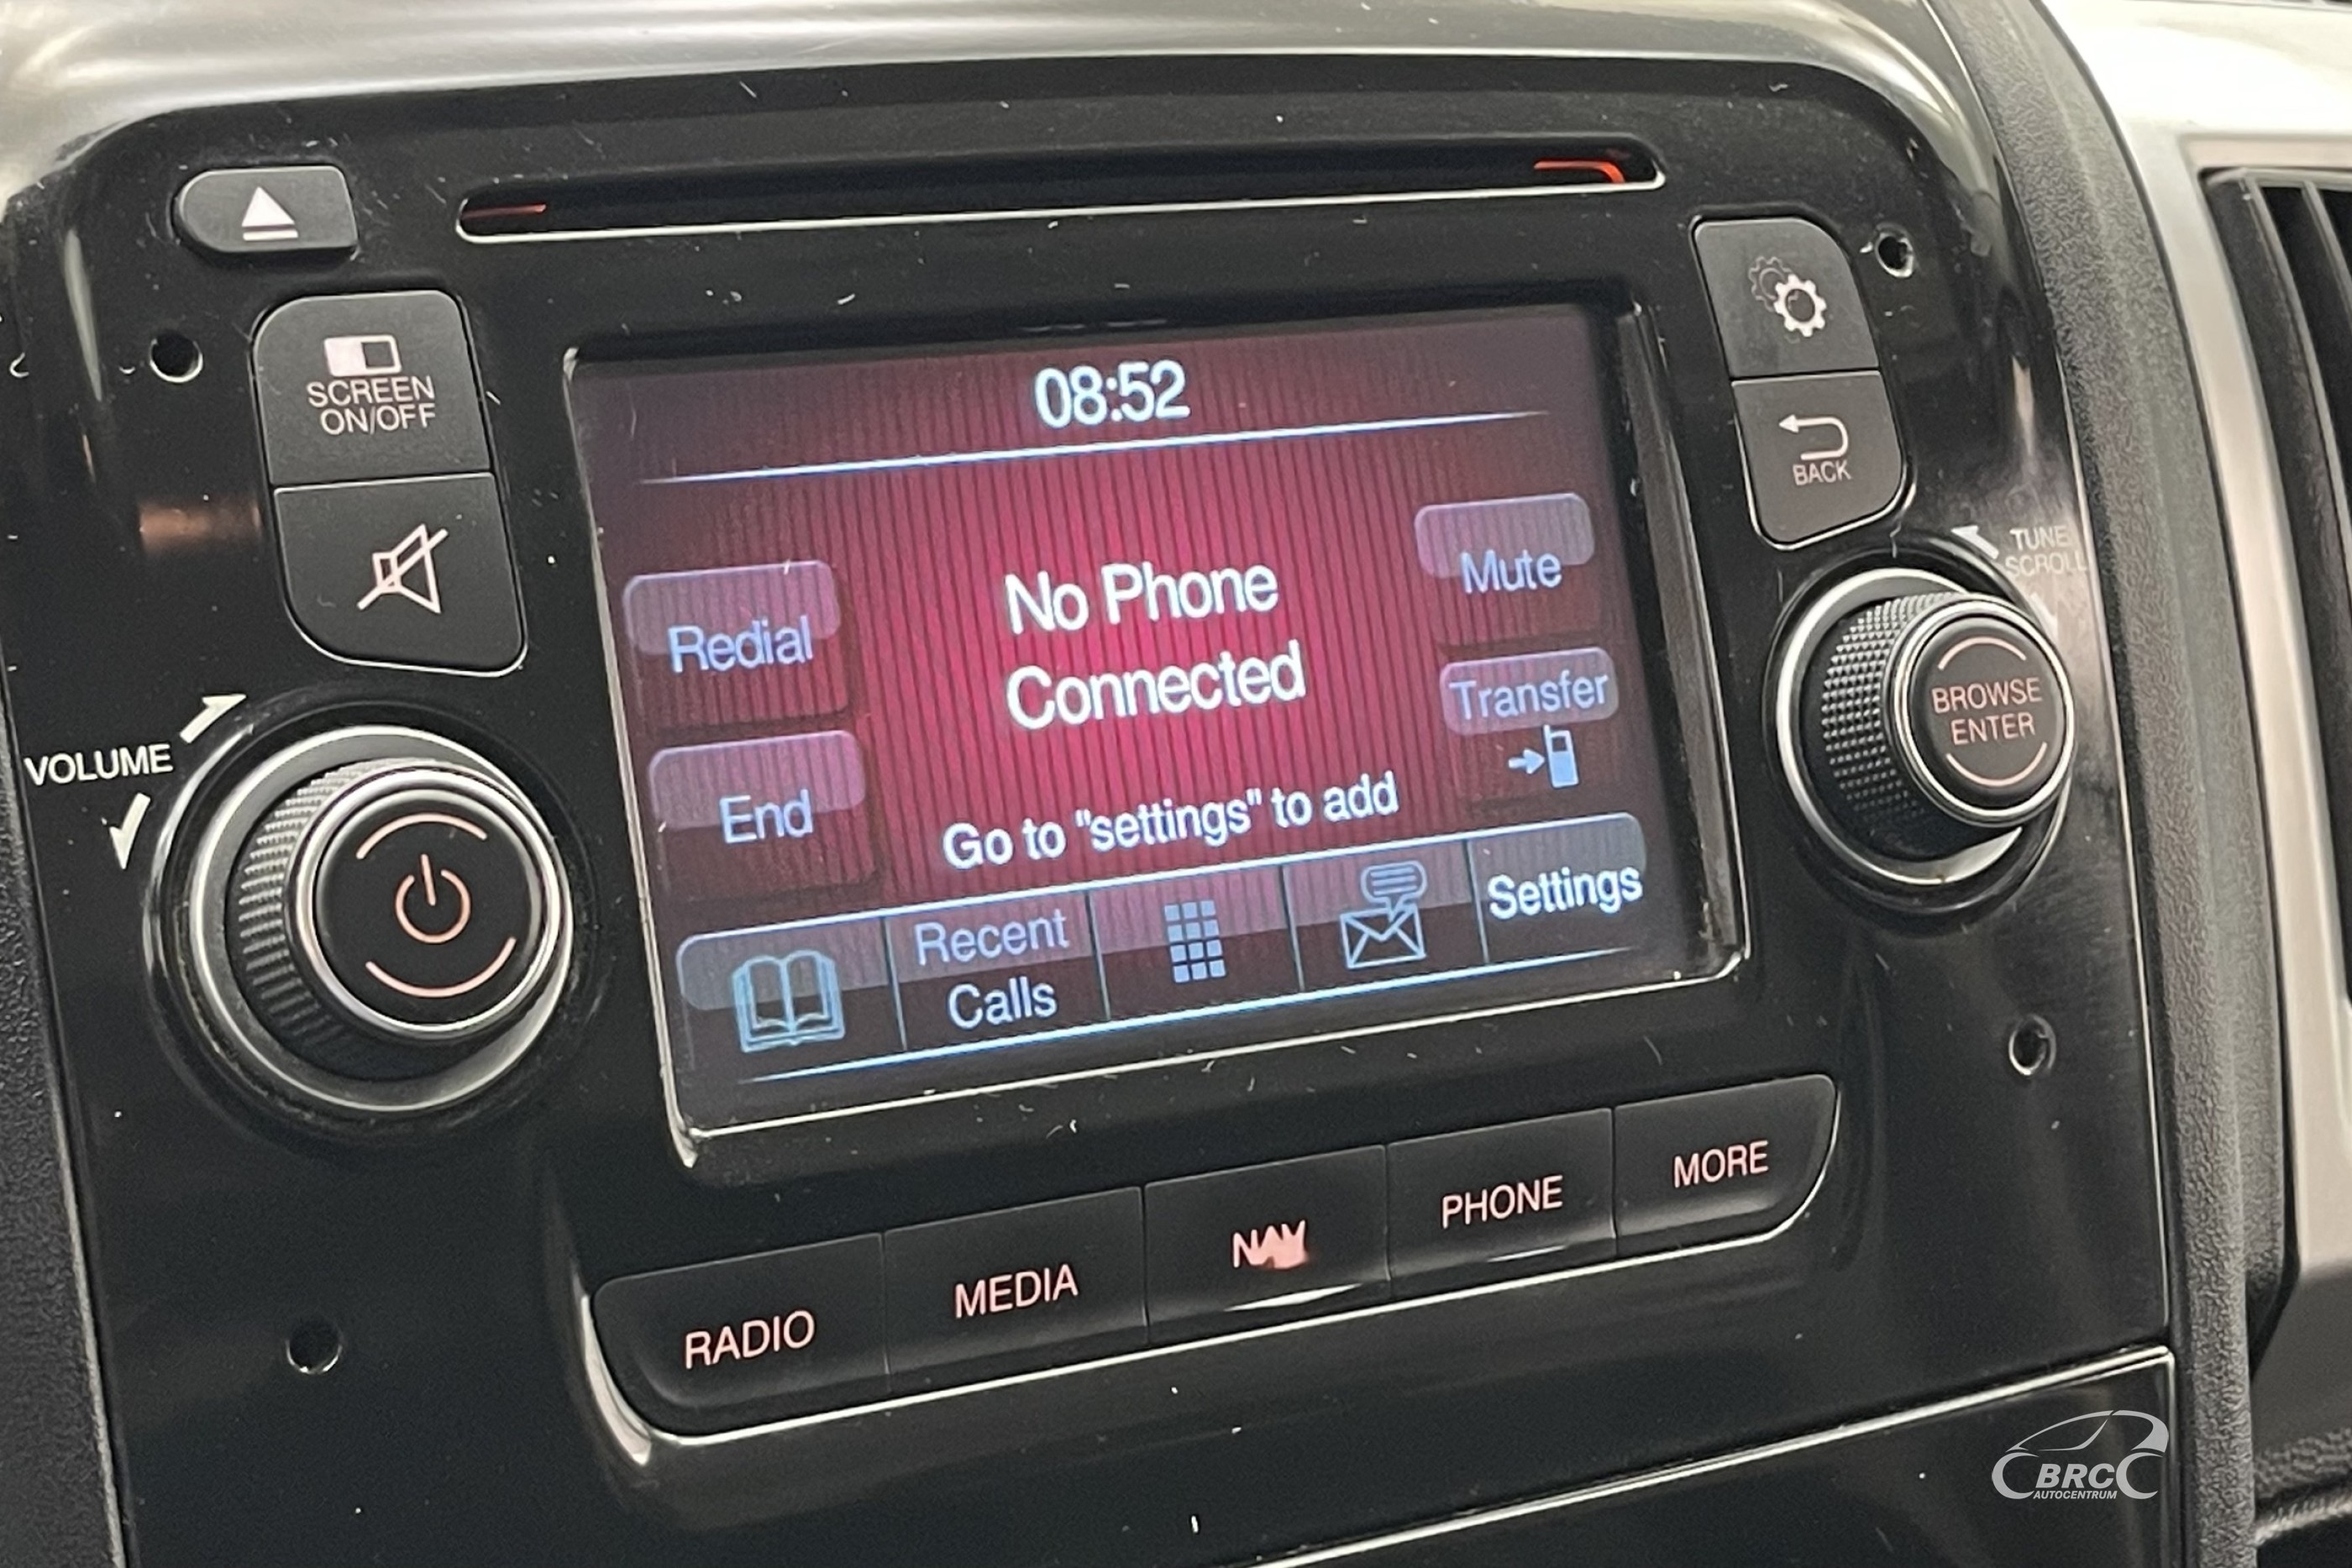 SCREEN
ON/OFF
VOLUME
08:52
No Phone
Connected
Go to "settings" to add
Redial
End
Mute
Transfer
Recent
Calls
Settings
BACK
TUNE
SCROLL
BROWSE
ENTER
RADIO
MEDIA
NAV
PHONE
MORE
BRC
AUTOCENTRUM